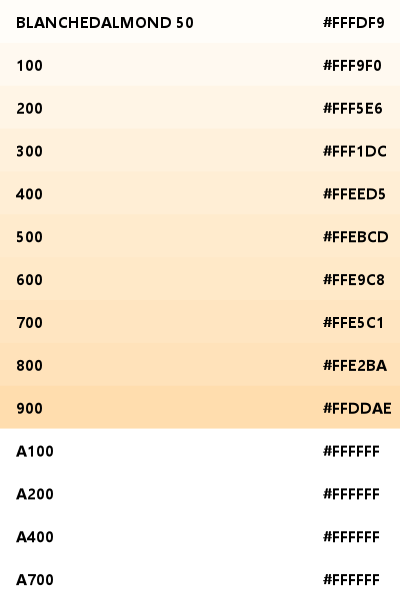 BLANCHEDALMOND 50 #FFFDF9
100 #FFF9F0
200 #FFF5E6
300 #FFF1DC
400 #FFEED5
500 #FFEBCD
600 #FFE9C8
700 #FFE5C1
800 #FFE2BA
900 #FFDDAE
A100 #FFFFFF
A200 #FFFFFF
A400 #FFFFFF
A700 #FFFFFF